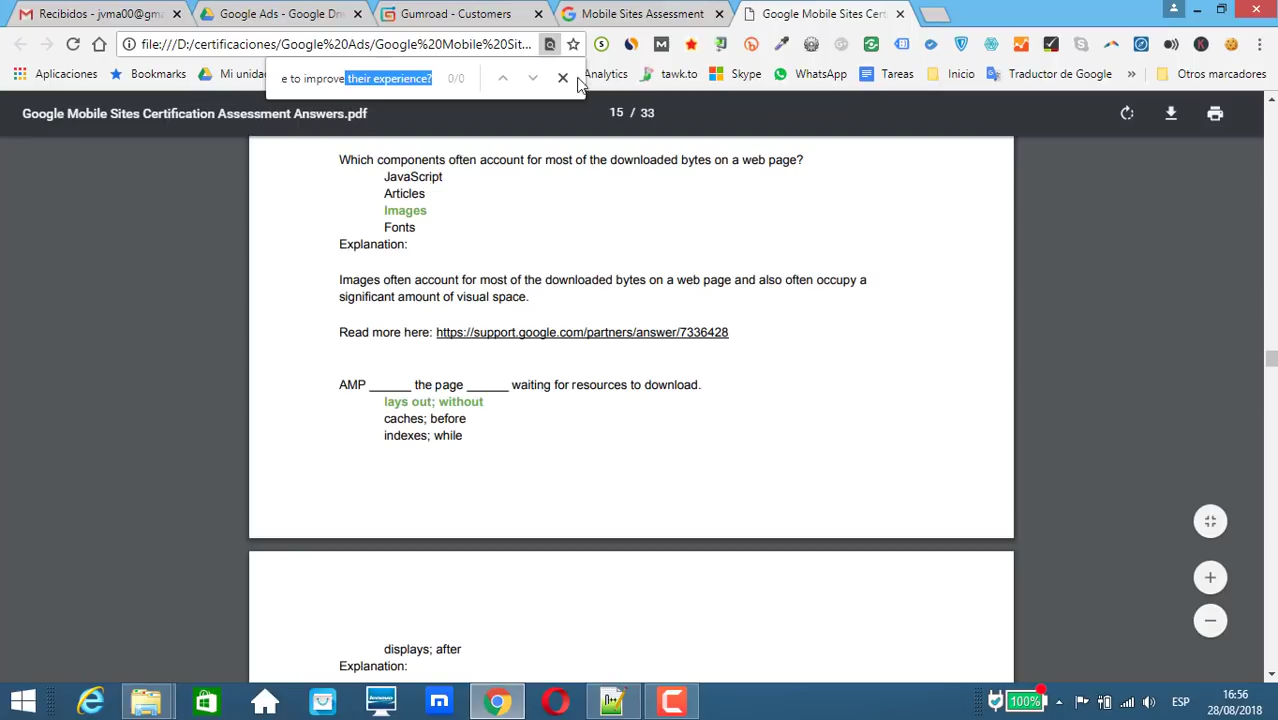 Recibidos - jvma00@gma
Google Ads - Google Dri
Gumroad - Customers
Mobile Sites Assessment
Google Mobile Sites Cert
file:///D:/certificaciones/Google%20Ads/Google%20Mobile%20Sit...
Aplicaciones
Bookmarks
Mi unidad
e to improve their experience?
0/0
Analytics
tawk.to
Skype
WhatsApp
Tareas
Inicio
Traductor de Google
»
Otros marcadores
Google Mobile Sites Certification Assessment Answers.pdf
15 / 33
Which components often account for most of the downloaded bytes on a web page?
JavaScript
Articles
Images
Fonts
Explanation:
Images often account for most of the downloaded bytes on a web page and also often occupy a
significant amount of visual space.
Read more here: https://support.google.com/partners/answer/7336428
AMP ______ the page ______ waiting for resources to download.
lays out; without
caches; before
indexes; while
displays; after
Explanation:
100%
ESP
16:56
28/08/2018